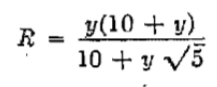 R = y(10 + y) / 10 + y √5